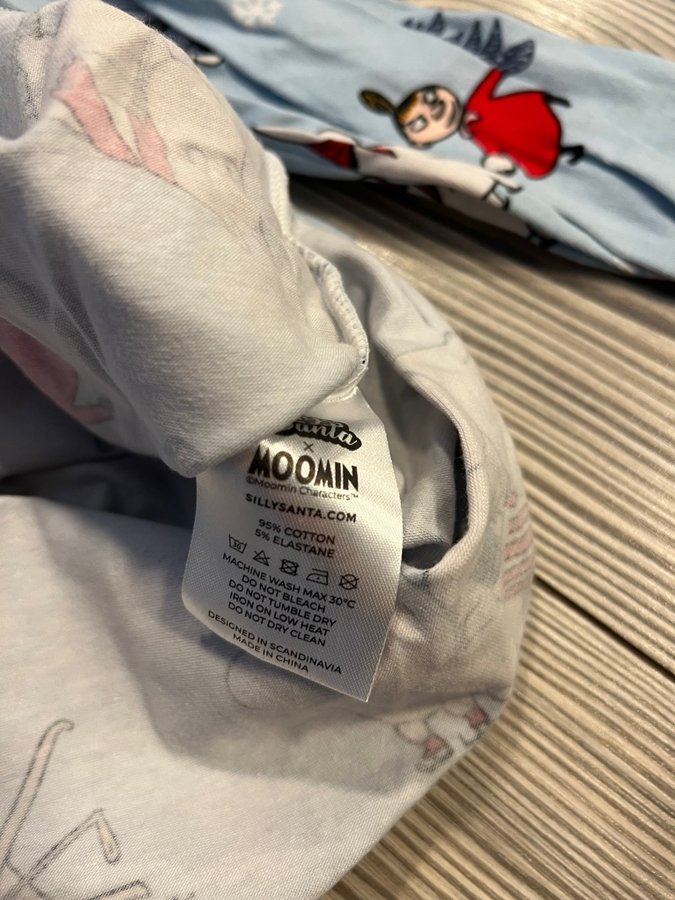 Santa
×
MOOMIN
©Moomin Characters™
SILLYSANTA.COM
95% COTTON
5% ELASTANE
30
MACHINE WASH MAX 30°C
DO NOT BLEACH
DO NOT TUMBLE DRY
IRON ON LOW HEAT
DO NOT DRY CLEAN
DESIGNED IN SCANDINAVIA
MADE IN CHINA